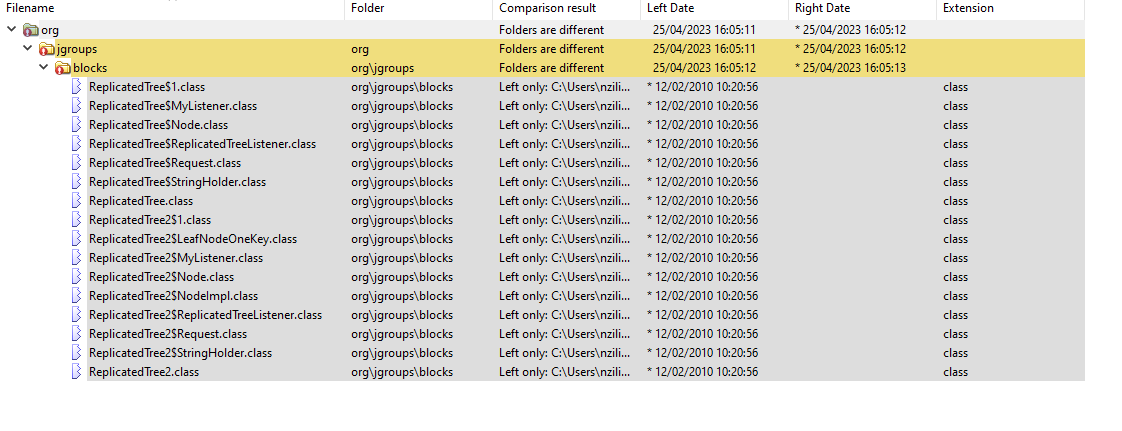 Filename Folder Comparison result Left Date Right Date Extension
org Folders are different 25/04/2023 16:05:11 * 25/04/2023 16:05:12
jgroups org Folders are different 25/04/2023 16:05:11 * 25/04/2023 16:05:12
blocks org\jgroups Folders are different 25/04/2023 16:05:12 * 25/04/2023 16:05:13
ReplicatedTree$1.class org\jgroups\blocks Left only: C:\Users\nzili... * 12/02/2010 10:20:56 class
ReplicatedTree$MyListener.class org\jgroups\blocks Left only: C:\Users\nzili... * 12/02/2010 10:20:56 class
ReplicatedTree$Node.class org\jgroups\blocks Left only: C:\Users\nzili... * 12/02/2010 10:20:56 class
ReplicatedTree$ReplicatedTreeListener.class org\jgroups\blocks Left only: C:\Users\nzili... * 12/02/2010 10:20:56 class
ReplicatedTree$Request.class org\jgroups\blocks Left only: C:\Users\nzili... * 12/02/2010 10:20:56 class
ReplicatedTree$StringHolder.class org\jgroups\blocks Left only: C:\Users\nzili... * 12/02/2010 10:20:56 class
ReplicatedTree.class org\jgroups\blocks Left only: C:\Users\nzili... * 12/02/2010 10:20:56 class
ReplicatedTree2$1.class org\jgroups\blocks Left only: C:\Users\nzili... * 12/02/2010 10:20:56 class
ReplicatedTree2$LeafNodeOneKey.class org\jgroups\blocks Left only: C:\Users\nzili... * 12/02/2010 10:20:56 class
ReplicatedTree2$MyListener.class org\jgroups\blocks Left only: C:\Users\nzili... * 12/02/2010 10:20:56 class
ReplicatedTree2$Node.class org\jgroups\blocks Left only: C:\Users\nzili... * 12/02/2010 10:20:56 class
ReplicatedTree2$NodeImpl.class org\jgroups\blocks Left only: C:\Users\nzili... * 12/02/2010 10:20:56 class
ReplicatedTree2$ReplicatedTreeListener.class org\jgroups\blocks Left only: C:\Users\nzili... * 12/02/2010 10:20:56 class
ReplicatedTree2$Request.class org\jgroups\blocks Left only: C:\Users\nzili... * 12/02/2010 10:20:56 class
ReplicatedTree2$StringHolder.class org\jgroups\blocks Left only: C:\Users\nzili... * 12/02/2010 10:20:56 class
ReplicatedTree2.class org\jgroups\blocks Left only: C:\Users\nzili... * 12/02/2010 10:20:56 class